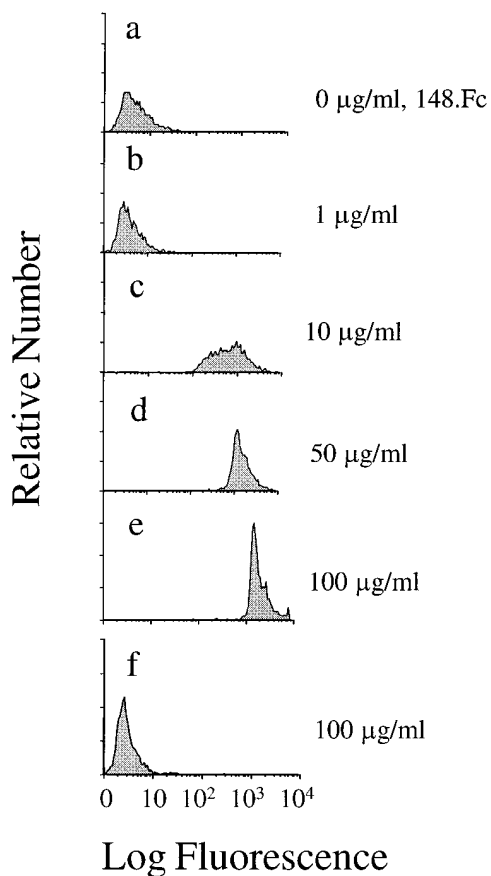 a
0 µg/ml, 148.Fc
b
1 µg/ml
c
10 µg/ml
d
50 µg/ml
e
100 µg/ml
f
100 µg/ml
Relative Number
0 10 10² 10³ 10⁴
Log Fluorescence